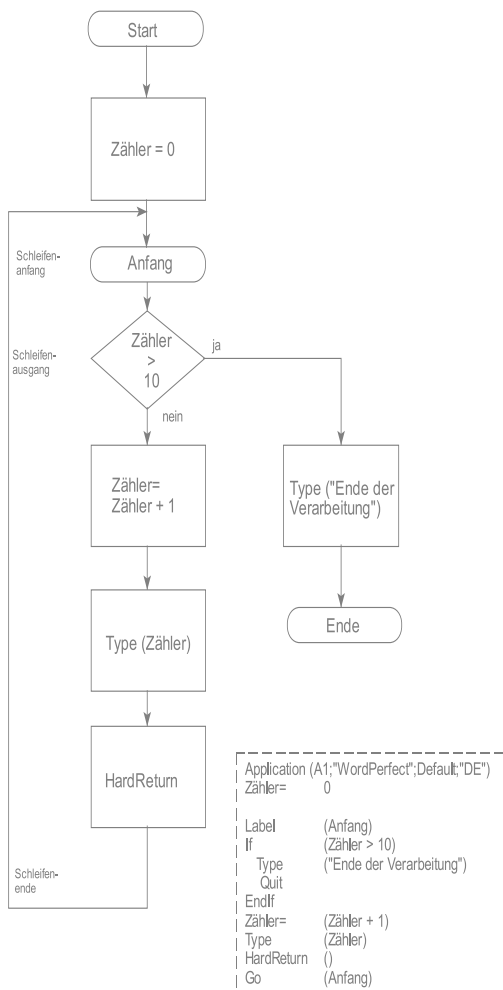 Start
Zähler = 0
Schleifen-
anfang
Anfang
Schleifen-
ausgang
Zähler
>
10
ja
nein
Zähler=
Zähler + 1
Type ("Ende der
Verarbeitung")
Type (Zähler)
Ende
HardReturn
Schleifen-
ende
Application (A1;"WordPerfect";Default;"DE")
Zähler= 0
Label (Anfang)
If (Zähler > 10)
Type ("Ende der Verarbeitung")
Quit
EndIf
Zähler= (Zähler + 1)
Type (Zähler)
HardReturn ()
Go (Anfang)